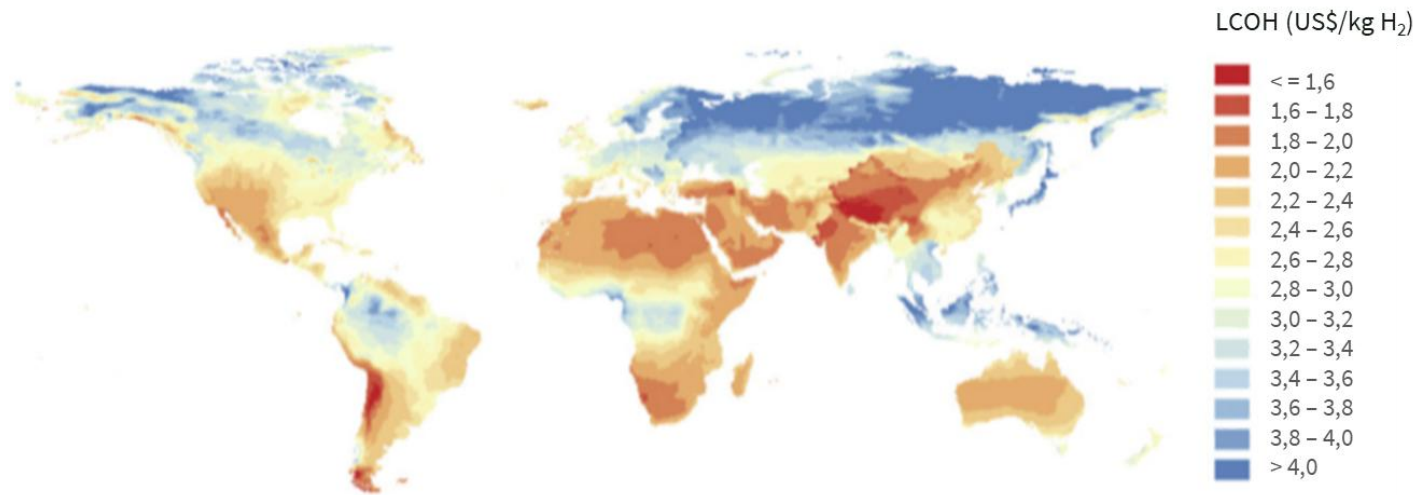 LCOH (US$/kg H₂)
< = 1,6
1,6 – 1,8
1,8 – 2,0
2,0 – 2,2
2,2 – 2,4
2,4 – 2,6
2,6 – 2,8
2,8 – 3,0
3,0 – 3,2
3,2 – 3,4
3,4 – 3,6
3,6 – 3,8
3,8 – 4,0
> 4,0